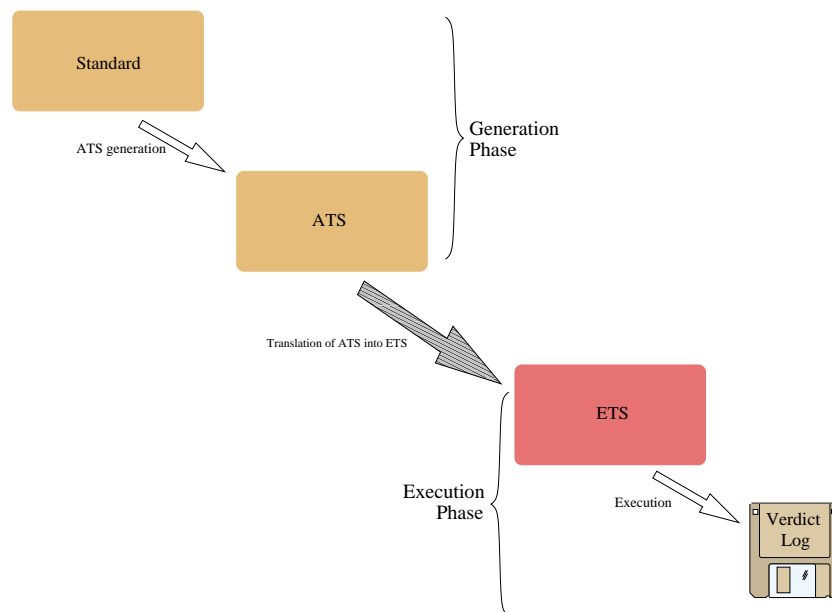 Standard
ATS generation
Generation
Phase
ATS
Translation of ATS into ETS
ETS
Execution
Phase
Execution
Verdict
Log